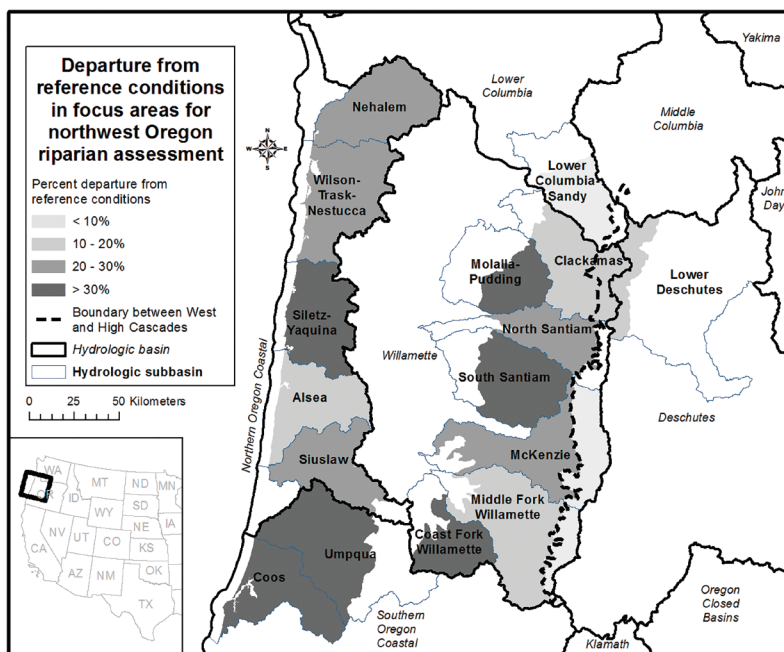 Departure from
reference conditions
in focus areas for
northwest Oregon
riparian assessment
Percent departure from
reference conditions
< 10%
10 - 20%
20 - 30%
> 30%
Boundary between West
and High Cascades
Hydrologic basin
Hydrologic subbasin
0 25 50 Kilometers
N
W E
S
WA
OR
ID
MT
ND
MN
SD
WY
NE
IA
NV
UT
CO
KS
CA
AZ
NM
OK
TX
Yakima
Lower
Columbia
Middle
Columbia
John
Day
Nehalem
Wilson-
Trask-
Nestucca
Lower
Columbia
Sandy
Clackamas
Molalla-
Pudding
Lower
Deschutes
Siletz-
Yaquina
North Santiam
Willamette
South Santiam
Alsea
Deschutes
Northern Oregon Coastal
Siuslaw
McKenzie
Middle Fork
Willamette
Coast Fork
Willamette
Umpqua
Coos
Southern
Oregon
Coastal
Oregon
Closed
Basins
Klamath